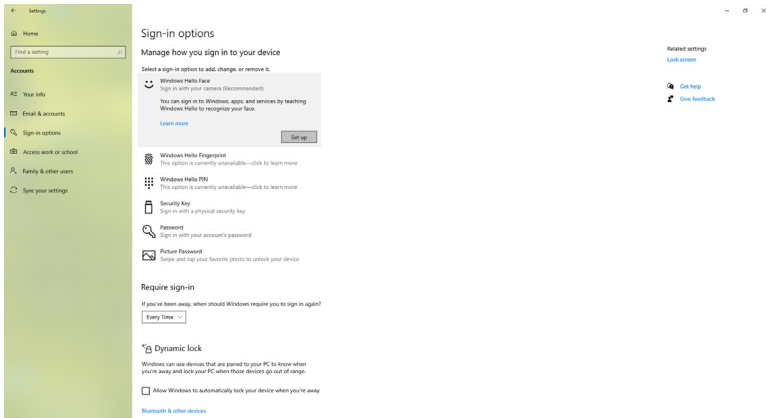 Settings
Home
Find a setting
Accounts
Your info
Email & accounts
Sign-in options
Access work or school
Family & other users
Sync your settings
Sign-in options
Manage how you sign in to your device
Select a sign-in option to add, change, or remove it.
Windows Hello Face
Sign in with your camera (Recommended)
You can sign in to Windows, apps, and services by teaching
Windows Hello to recognize your face.
Learn more
Set up
Windows Hello Fingerprint
This option is currently unavailable—click to learn more
Windows Hello PIN
This option is currently unavailable—click to learn more
Security Key
Sign in with a physical security key
Password
Sign in with your account's password
Picture Password
Swipe and tap your favorite photo to unlock your device
Require sign-in
If you've been away, when should Windows require you to sign in again?
Every Time
Dynamic lock
Windows can use devices that are paired to your PC to know when
you're away and lock your PC when those devices go out of range.
Allow Windows to automatically lock your device when you're away
Bluetooth & other devices
Related settings
Lock screen
Get help
Give feedback